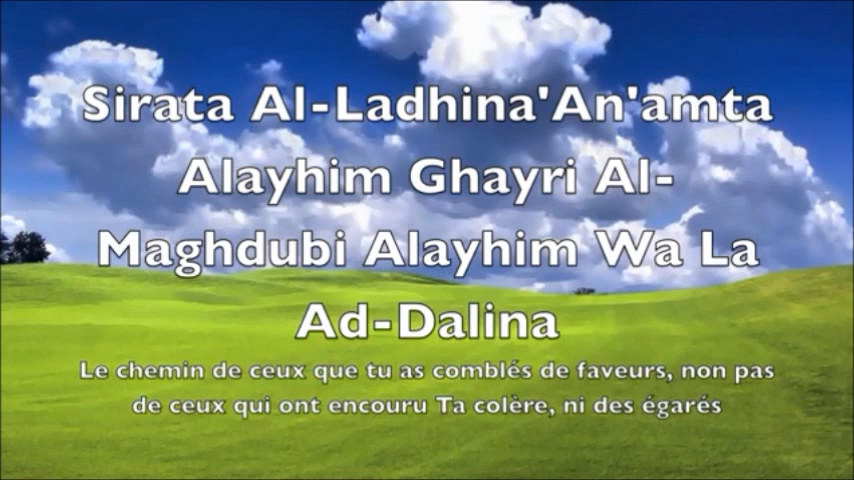 Sirata Al-Ladhina'An'amta
Alayhim Ghayri Al-
Maghdubi Alayhim Wa La
Ad-Dalina
Le chemin de ceux que tu as comblés de faveurs, non pas
de ceux qui ont encouru Ta colère, ni des égarés